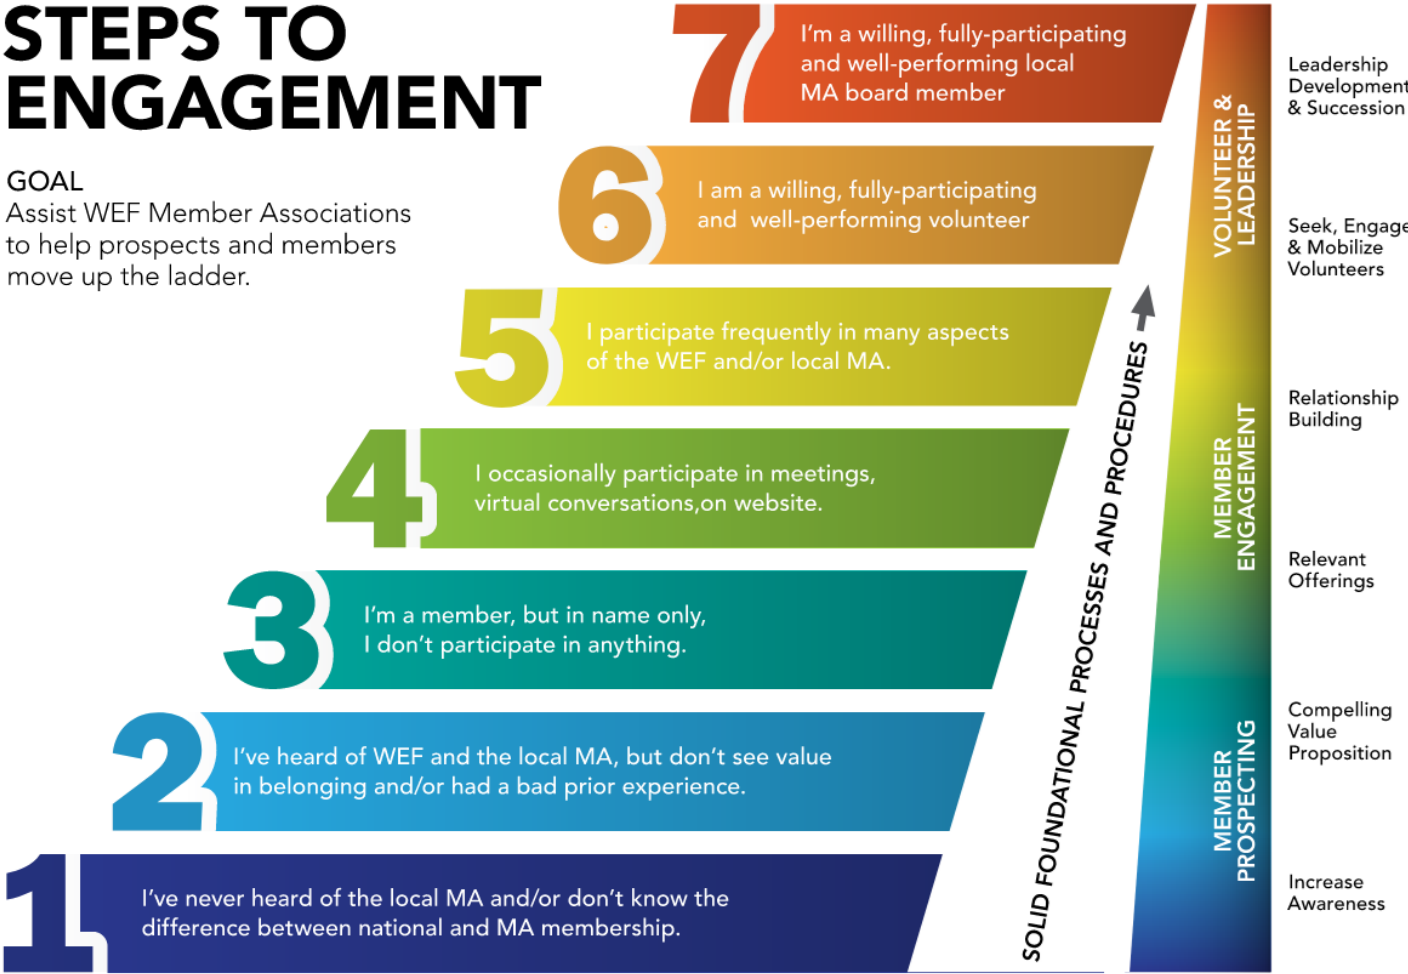 STEPS TO
ENGAGEMENT
GOAL
Assist WEF Member Associations
to help prospects and members
move up the ladder.
7
I'm a willing, fully-participating
and well-performing local
MA board member
6
I am a willing, fully-participating
and well-performing volunteer
5
I participate frequently in many aspects
of the WEF and/or local MA.
4
I occasionally participate in meetings,
virtual conversations,on website.
3
I'm a member, but in name only,
I don't participate in anything.
2
I've heard of WEF and the local MA, but don't see value
in belonging and/or had a bad prior experience.
1
I've never heard of the local MA and/or don't know the
difference between national and MA membership.
SOLID FOUNDATIONAL PROCESSES AND PROCEDURES
VOLUNTEER &
LEADERSHIP
MEMBER
ENGAGEMENT
MEMBER
PROSPECTING
Leadership
Development
& Succession
Seek, Engage
& Mobilize
Volunteers
Relationship
Building
Relevant
Offerings
Compelling
Value
Proposition
Increase
Awareness